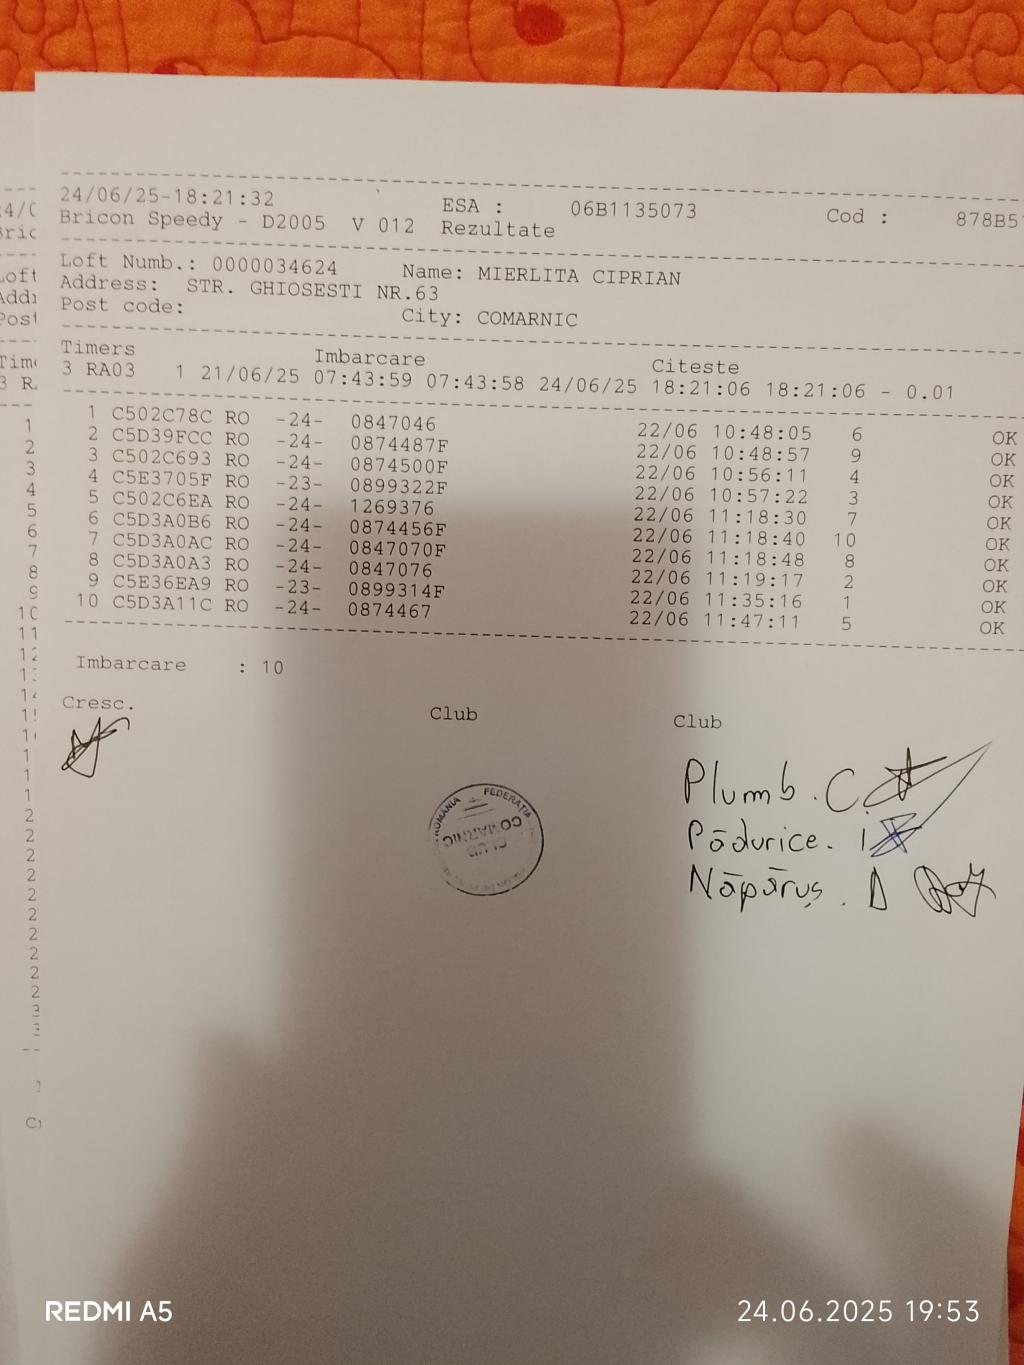 24/06/25-18:21:32 ESA : 06B1135073 Cod : 878B5
Bricon Speedy - D2005 V 012 Rezultate
Loft Numb.: 0000034624 Name: MIERLITA CIPRIAN
Address: STR. GHIOSESTI NR.63
Post code: City: COMARNIC
Timers Imbarcare Citeste
3 RA03 1 21/06/25 07:43:59 07:43:58 24/06/25 18:21:06 18:21:06 - 0.01
1 C502C78C RO -24- 0847046 22/06 10:48:05 6 OK
2 C5D39FCC RO -24- 0874487F 22/06 10:48:57 9 OK
3 C502C693 RO -24- 0874500F 22/06 10:56:11 4 OK
4 C5E3705F RO -23- 0899322F 22/06 10:57:22 3 OK
5 C502C6EA RO -24- 1269376 22/06 11:18:30 7 OK
6 C5D3A0B6 RO -24- 0874456F 22/06 11:18:40 10 OK
7 C5D3A0AC RO -24- 0847070F 22/06 11:18:48 8 OK
8 C5D3A0A3 RO -24- 0847076 22/06 11:19:17 2 OK
9 C5E36EA9 RO -23- 0899314F 22/06 11:35:16 1 OK
10 C5D3A11C RO -24- 0874467 22/06 11:47:11 5 OK
Imbarcare : 10
Cresc. Club Club
Plumb. C
Pădurice. I
Năpăruș. D
ROMANIA FEDERAȚIA
CLUB
COMARNIC
REDMI A5 24.06.2025 19:53